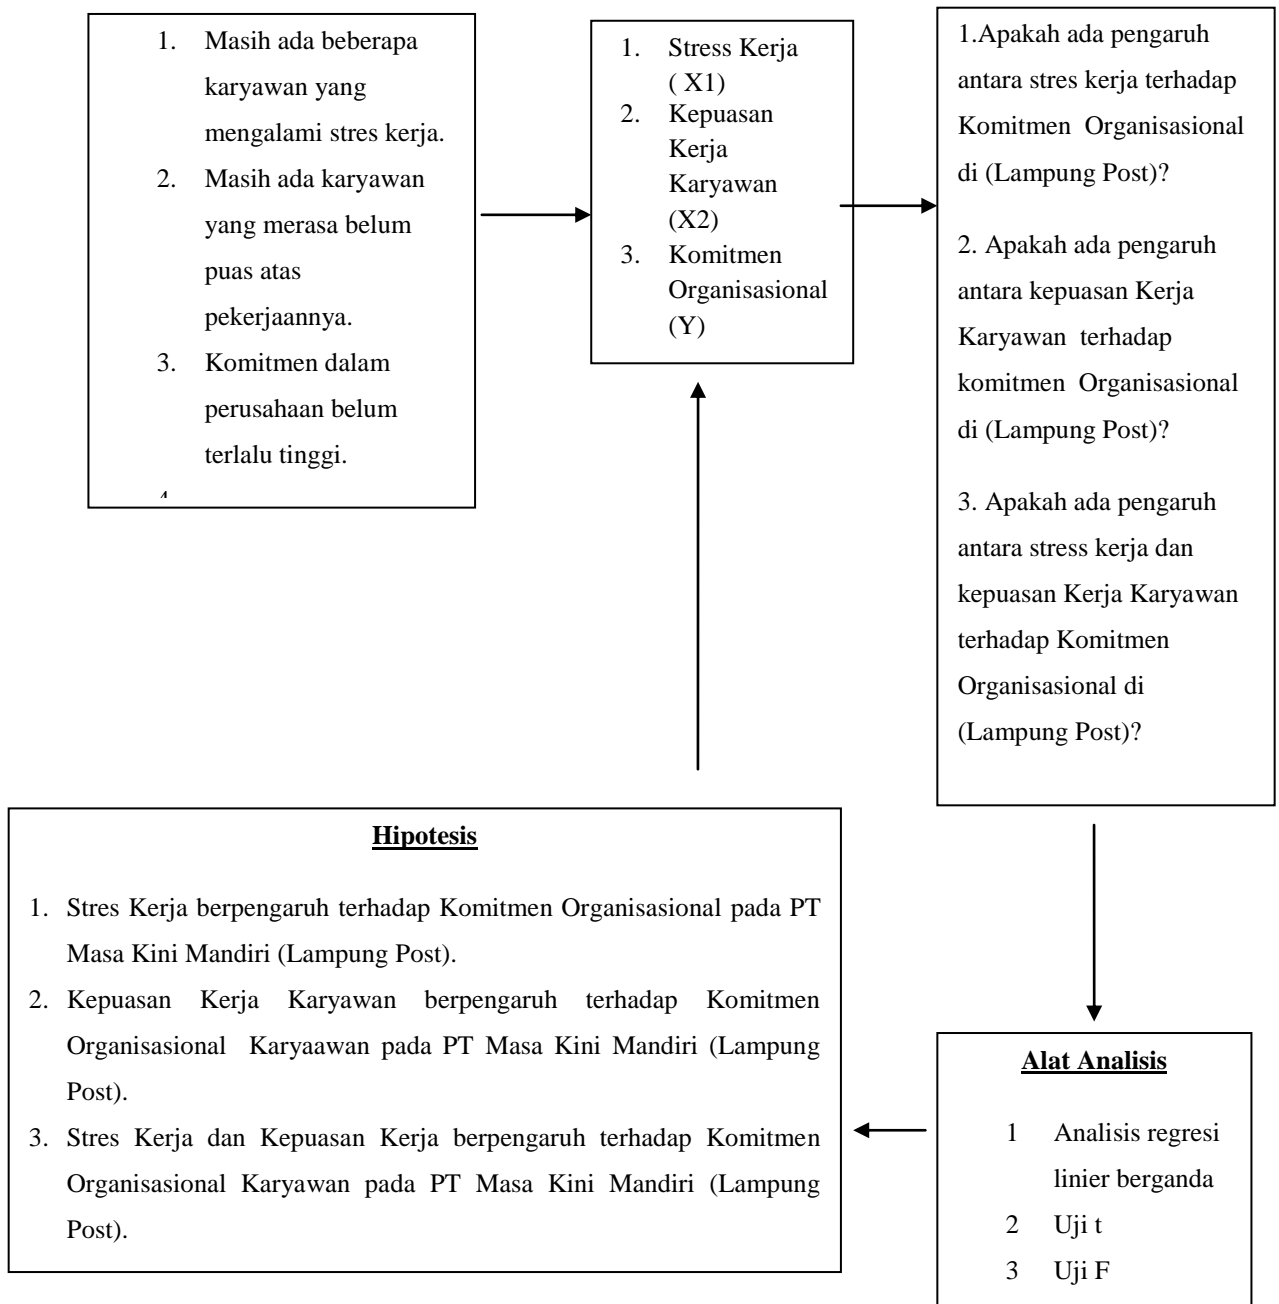 1. Masih ada beberapa
karyawan yang
mengalami stres kerja.
2. Masih ada karyawan
yang merasa belum
puas atas
pekerjaannya.
3. Komitmen dalam
perusahaan belum
terlalu tinggi.
1. Stress Kerja
( X1)
2. Kepuasan
Kerja
Karyawan
(X2)
3. Komitmen
Organisasional
(Y)
1.Apakah ada pengaruh
antara stres kerja terhadap
Komitmen Organisasional
di (Lampung Post)?
2. Apakah ada pengaruh
antara kepuasan Kerja
Karyawan terhadap
komitmen Organisasional
di (Lampung Post)?
3. Apakah ada pengaruh
antara stress kerja dan
kepuasan Kerja Karyawan
terhadap Komitmen
Organisasional di
(Lampung Post)?
Hipotesis
1. Stres Kerja berpengaruh terhadap Komitmen Organisasional pada PT
Masa Kini Mandiri (Lampung Post).
2. Kepuasan Kerja Karyawan berpengaruh terhadap Komitmen
Organisasional Karyaawan pada PT Masa Kini Mandiri (Lampung
Post).
3. Stres Kerja dan Kepuasan Kerja berpengaruh terhadap Komitmen
Organisasional Karyawan pada PT Masa Kini Mandiri (Lampung
Post).
Alat Analisis
1 Analisis regresi
linier berganda
2 Uji t
3 Uji F